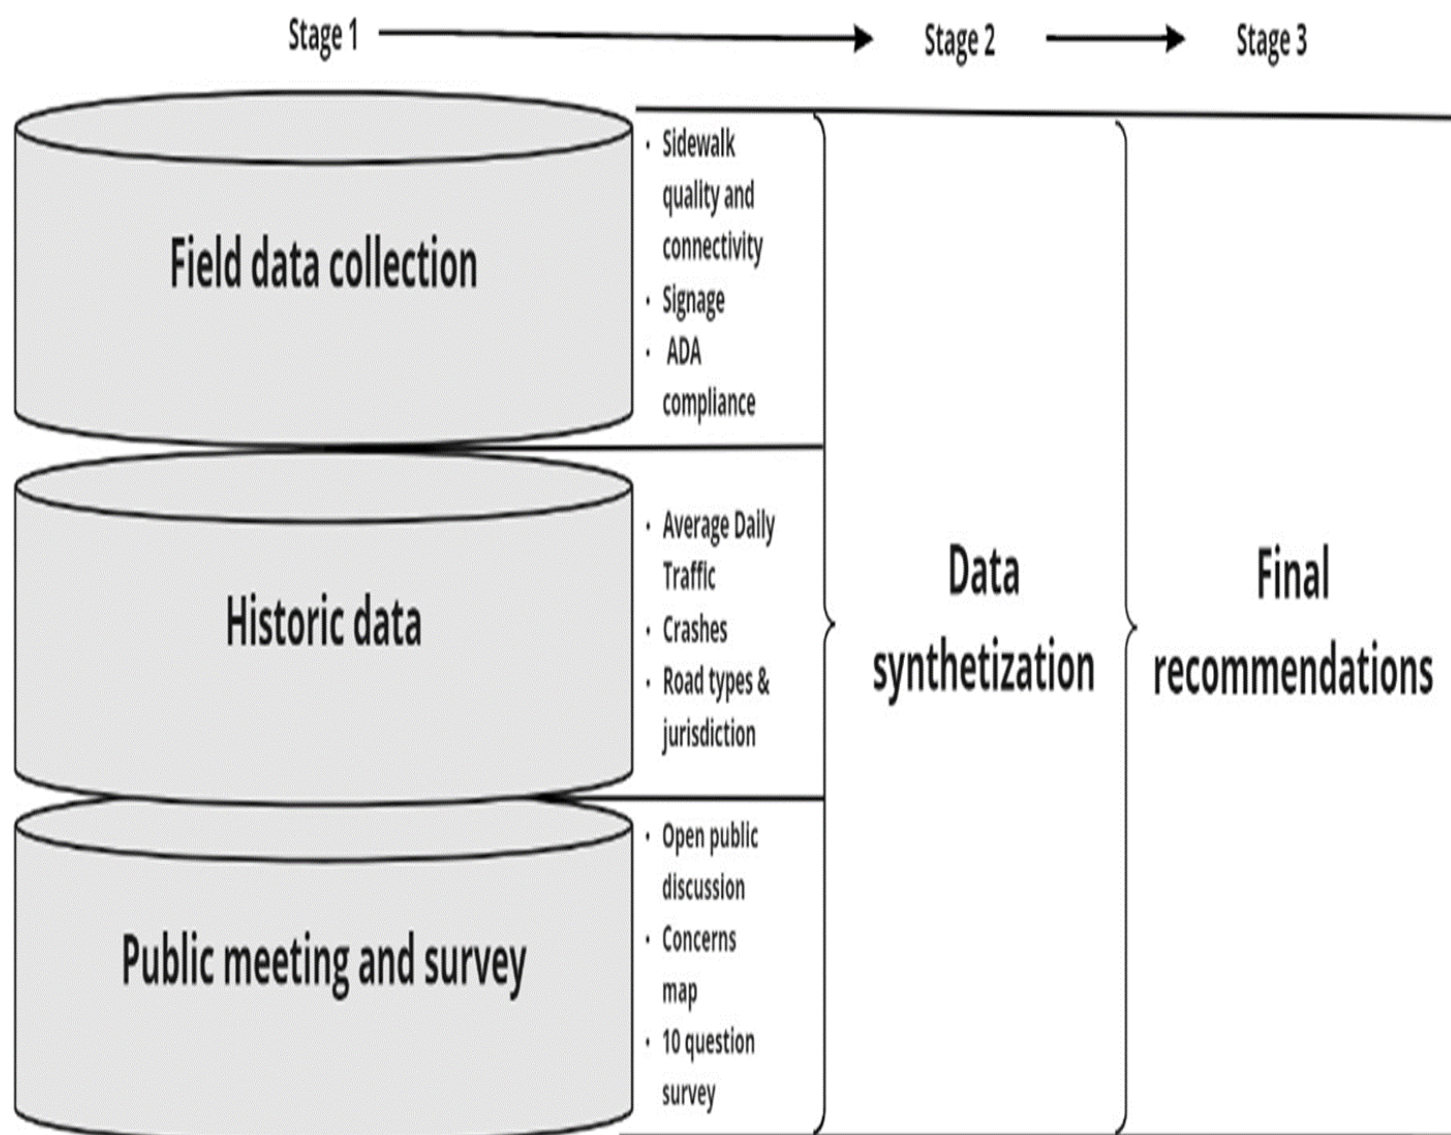 Stage 1
Stage 2
Stage 3
Field data collection
· Sidewalk
quality and
connectivity
· Signage
· ADA
compliance
Historic data
· Average Daily
Traffic
· Crashes
· Road types &
jurisdiction
Public meeting and survey
· Open public
discussion
· Concerns
map
· 10 question
survey
Data
synthetization
Final
recommendations